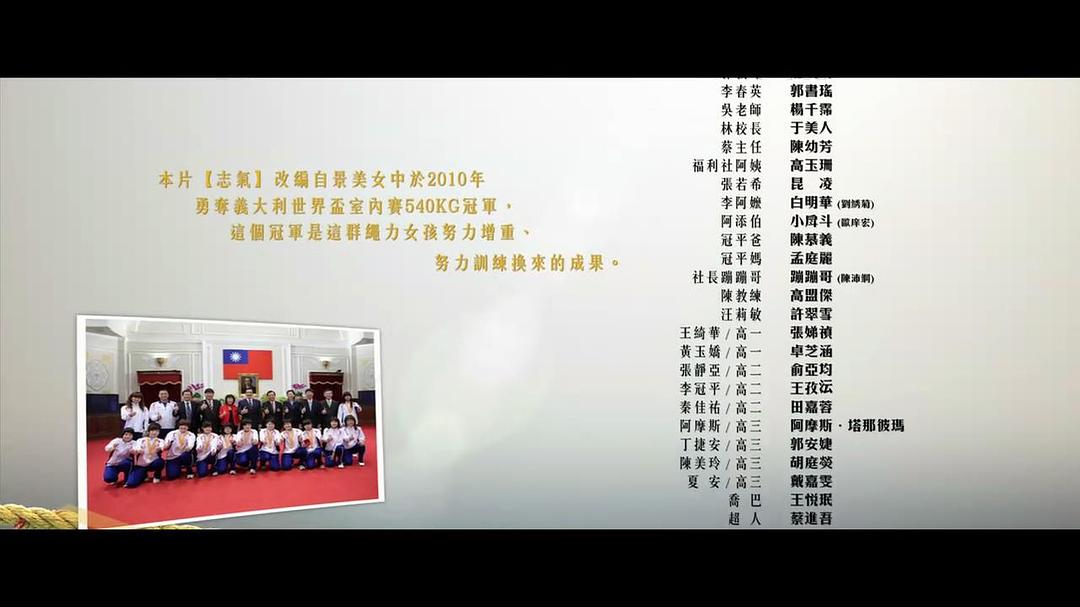 本片【志氣】改編自景美女中於2010年
勇奪義大利世界盃室內賽540KG冠軍，
這個冠軍是這群繩力女孩努力增重、
努力訓練換來的成果。
李春英 郭書瑤
吳老師 楊千霈
林校長 于美人
蔡主任 陳幼芳
福利社阿姨 高玉珊
張若希 昆凌
李阿嬤 白明華 (劉綉菊)
阿添伯 小戽斗 (歐庠宏)
冠平爸 陳慕義
冠平媽 孟庭麗
社長蹦蹦哥 蹦蹦哥 (陳沛綱)
陳教練 高盟傑
汪莉敏 許翠雪
王綺華/高一 張娣禎
黃玉嬌/高一 卓芝涵
張靜亞/高二 俞亞均
李冠平/高二 王孜妘
秦佳祐/高二 田嘉蓉
阿摩斯/高三 阿摩斯·塔那彼瑪
丁捷安/高三 郭安婕
陳美玲/高三 胡庭熒
夏安/高三 戴嘉雯
喬巴 王悅珉
超人 蔡進吾